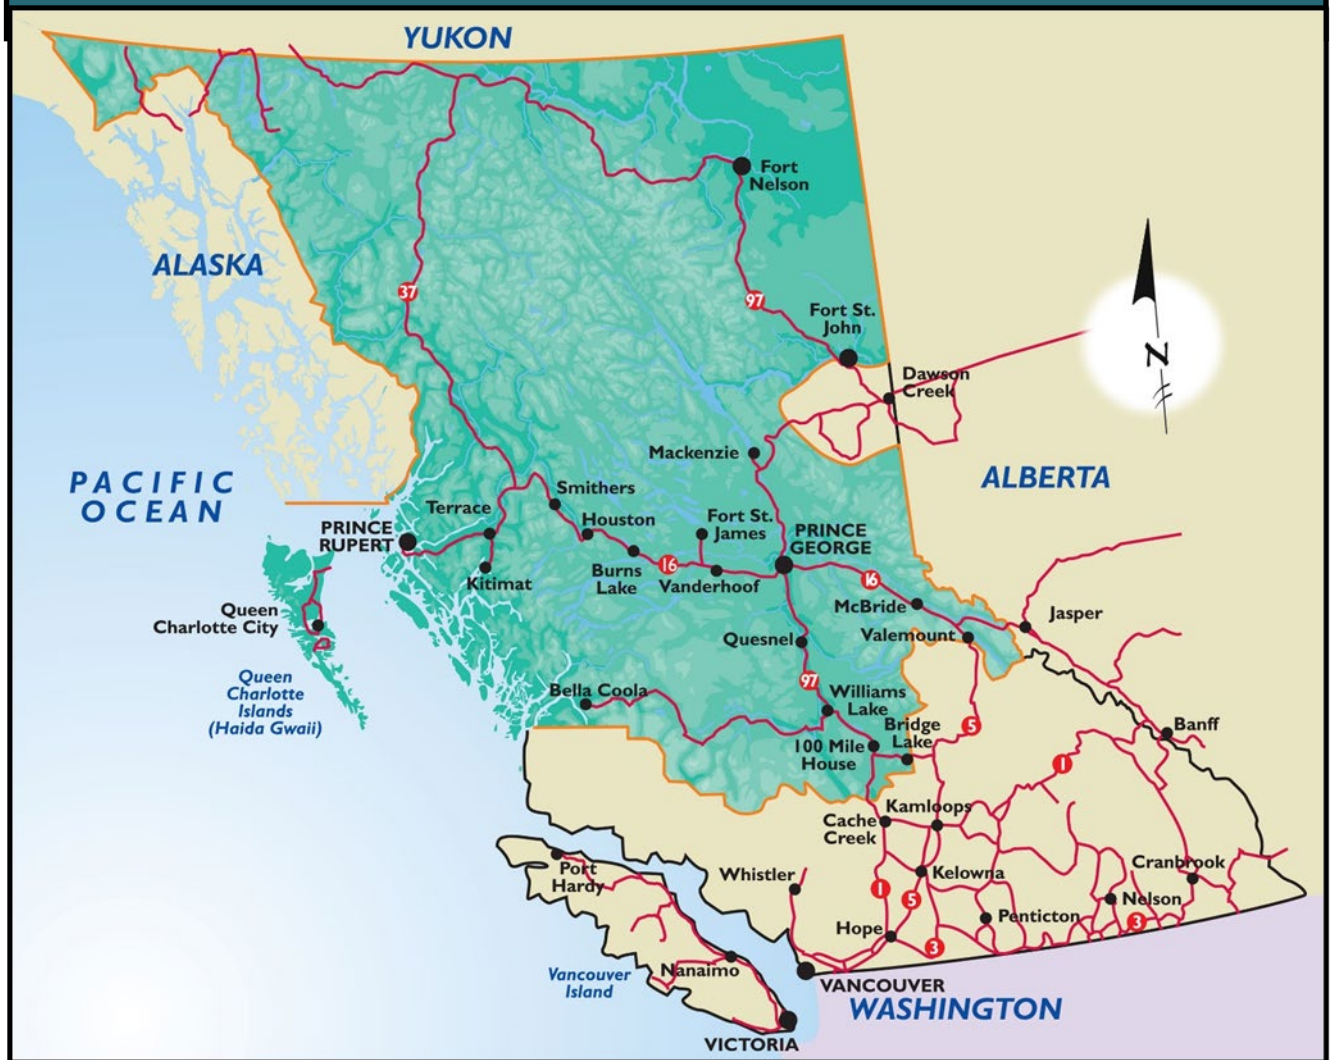 YUKON
Fort
Nelson
ALASKA
37
97
Fort St.
John
N
Dawson
Creek
Mackenzie
ALBERTA
PACIFIC
OCEAN
Smithers
Terrace
Houston
Fort St.
James
PRINCE
RUPERT
PRINCE
GEORGE
16
Burns
Lake
Vanderhoof
Kitimat
16
McBride
Jasper
Queen
Charlotte City
Valemount
Quesnel
Queen
Charlotte
Islands
(Haida Gwaii)
97
Bella Coola
Williams
Lake
5
Banff
Bridge
Lake
100 Mile
House
1
Kamloops
Cache
Creek
Port
Hardy
Whistler
Kelowna
Cranbrook
1
5
Nelson
Penticton
3
Hope
3
Nanaimo
Vancouver
Island
VANCOUVER
WASHINGTON
VICTORIA